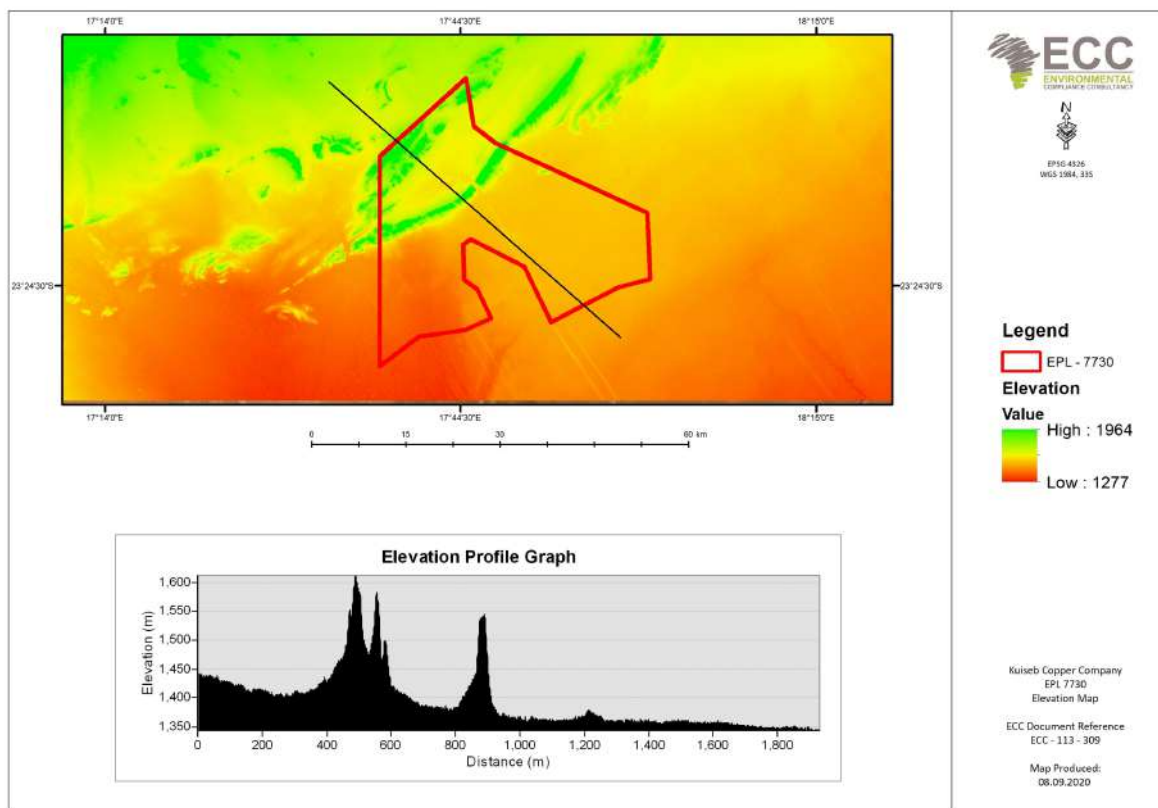 17°14'0"E 17°44'30"E 18°15'0"E
23°24'30"S 23°24'30"S
17°14'0"E 17°44'30"E 18°15'0"E
0 15 30 60 km
Elevation Profile Graph
Elevation (m)
1,600
1,550
1,500
1,450
1,400
1,350
0 200 400 600 800 1,000 1,200 1,400 1,600 1,800
Distance (m)
ECC
ENVIRONMENTAL
COMPLIANCE CONSULTANCY
N
EPSG 4326
WGS 1984, 33S
Legend
EPL - 7730
Elevation
Value
High : 1964
Low : 1277
Kuiseb Copper Company
EPL 7730
Elevation Map
ECC Document Reference
ECC - 113 - 309
Map Produced:
08.09.2020